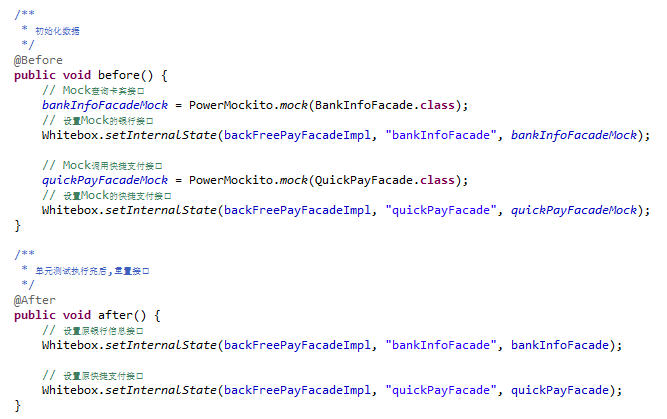 /**
 * 初始化数据
 */
@Before
public void before() {
    // Mock查询卡宾接口
    bankInfoFacadeMock = PowerMockito.mock(BankInfoFacade.class);
    // 设置Mock的银行接口
    Whitebox.setInternalState(backFreePayFacadeImpl, "bankInfoFacade", bankInfoFacadeMock);

    // Mock调用快捷支付接口
    quickPayFacadeMock = PowerMockito.mock(QuickPayFacade.class);
    // 设置Mock的快捷支付接口
    Whitebox.setInternalState(backFreePayFacadeImpl, "quickPayFacade", quickPayFacadeMock);
}

/**
 * 单元测试执行完后,重置接口
 */
@After
public void after() {
    // 设置原银行信息接口
    Whitebox.setInternalState(backFreePayFacadeImpl, "bankInfoFacade", bankInfoFacade);

    // 设置原快捷支付接口
    Whitebox.setInternalState(backFreePayFacadeImpl, "quickPayFacade", quickPayFacade);
}